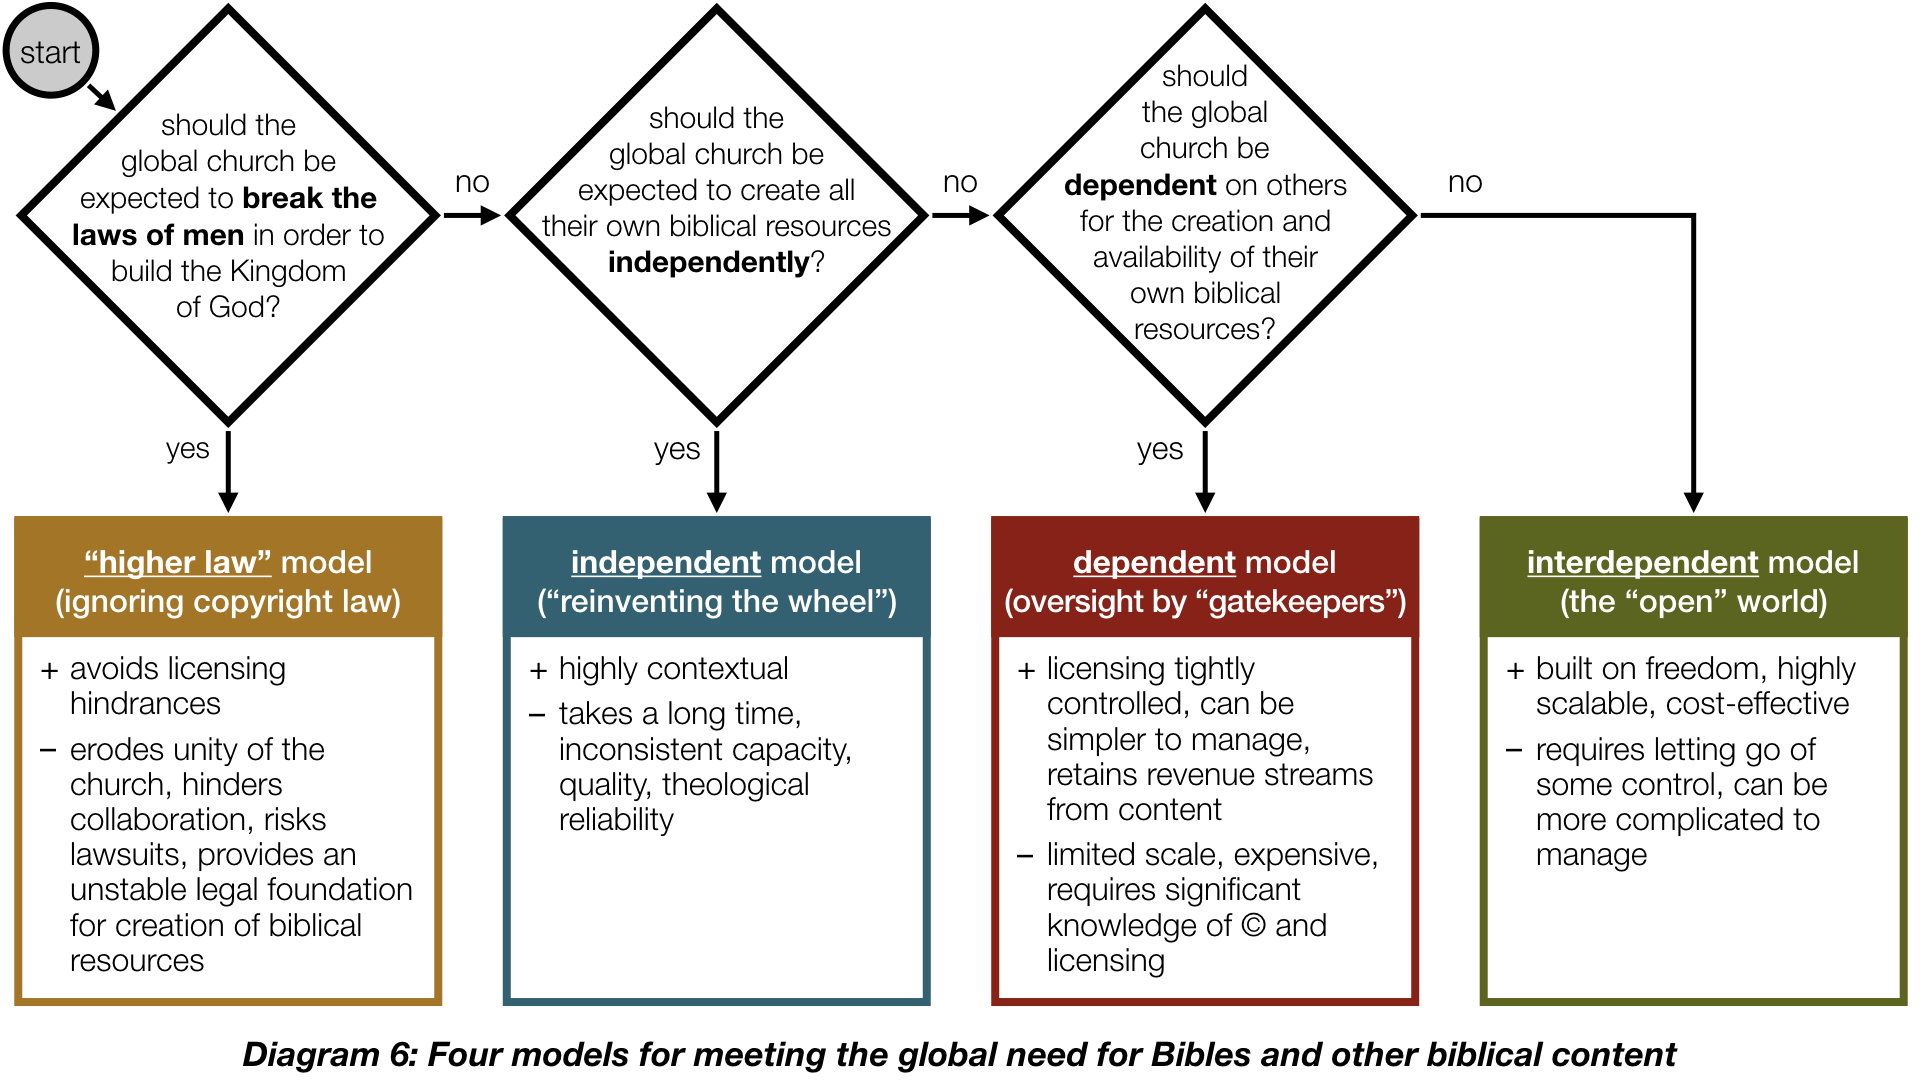 start
should the
global church be
expected to break the
laws of men in order to
build the Kingdom
of God?
no
yes
should the
global church be
expected to create all
their own biblical resources
independently?
no
yes
should
the global
church be
dependent on others
for the creation and
availability of their
own biblical
resources?
no
yes
“higher law” model
(ignoring copyright law)
+ avoids licensing
hindrances
– erodes unity of the
church, hinders
collaboration, risks
lawsuits, provides an
unstable legal foundation
for creation of biblical
resources
independent model
(“reinventing the wheel”)
+ highly contextual
– takes a long time,
inconsistent capacity,
quality, theological
reliability
dependent model
(oversight by “gatekeepers”)
+ licensing tightly
controlled, can be
simpler to manage,
retains revenue streams
from content
– limited scale, expensive,
requires significant
knowledge of © and
licensing
interdependent model
(the “open” world)
+ built on freedom, highly
scalable, cost-effective
– requires letting go of
some control, can be
more complicated to
manage
Diagram 6: Four models for meeting the global need for Bibles and other biblical content